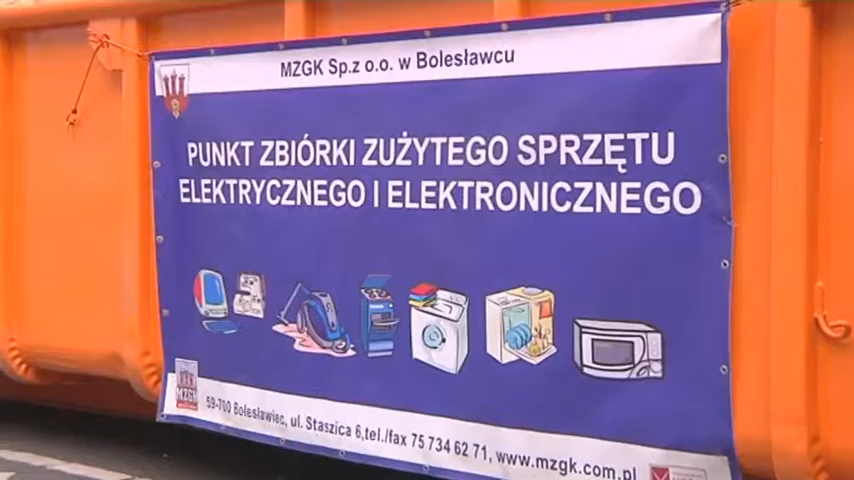 MZGK Sp.z o.o. w Bolesławcu
PUNKT ZBIÓRKI ZUŻYTEGO SPRZĘTU
ELEKTRYCZNEGO I ELEKTRONICZNEGO
MZGK
59-700 Bolesławiec, ul. Staszica 6,tel./fax 75 734 62 71, www.mzgk.com.pl